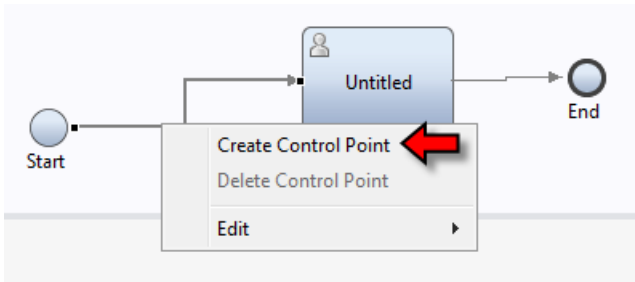 Untitled
End
Start
Create Control Point
Delete Control Point
Edit